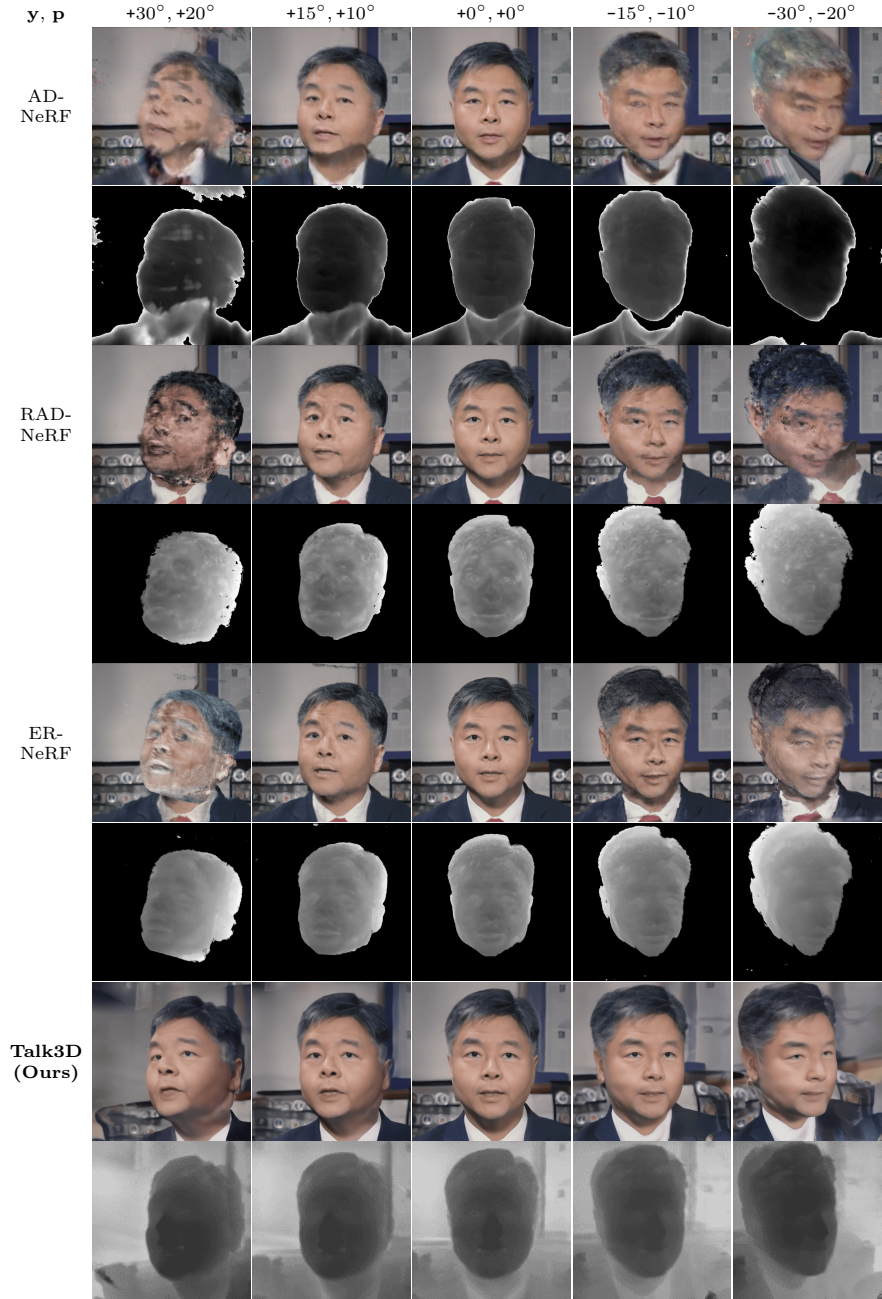 y, p +30°, +20° +15°, +10° +0°, +0° −15°, −10° −30°, −20°
AD-
NeRF
RAD-
NeRF
ER-
NeRF
Talk3D
(Ours)